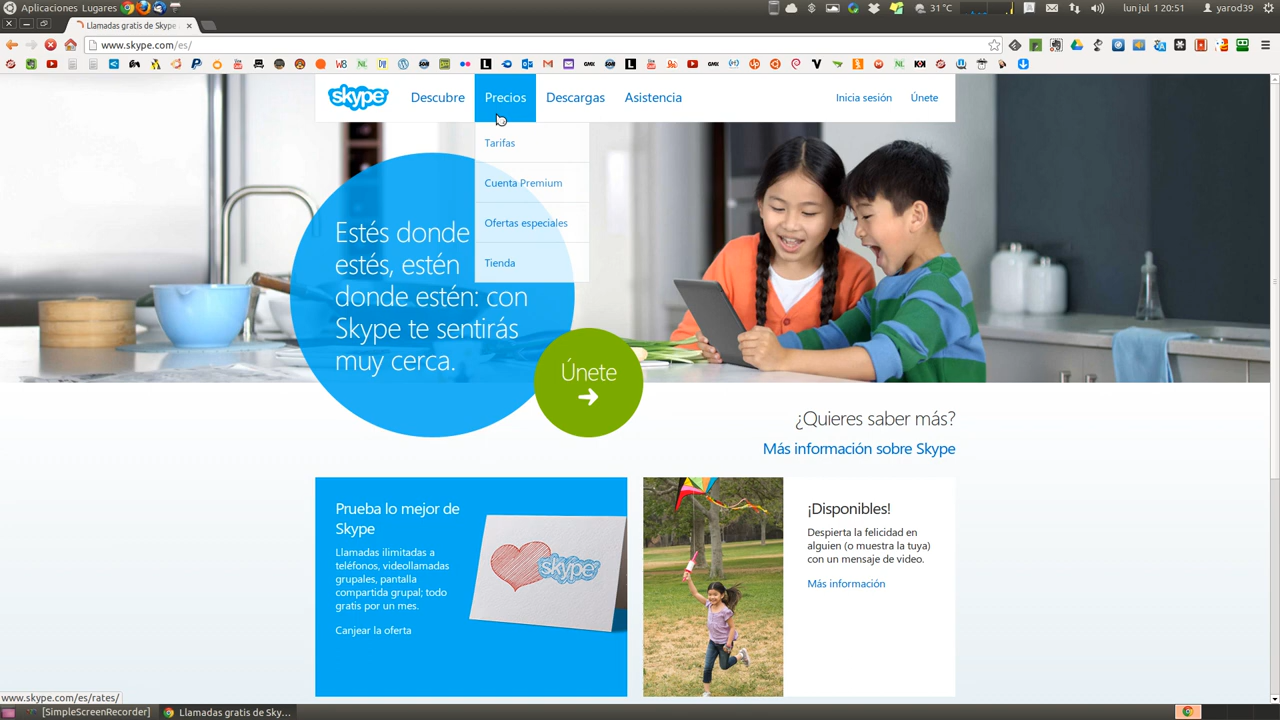 Aplicaciones Lugares
31°C
lun jul 1 20:51
yarod39
Llamadas gratis de Skype
www.skype.com/es/
skype
Descubre
Precios
Descargas
Asistencia
Inicia sesión
Únete
Tarifas
Cuenta Premium
Ofertas especiales
Tienda
Estés donde
estés, estén
donde estén: con
Skype te sentirás
muy cerca.
Únete
¿Quieres saber más?
Más información sobre Skype
Prueba lo mejor de
Skype
Llamadas ilimitadas a
teléfonos, videollamadas
grupales, pantalla
compartida grupal; todo
gratis por un mes.
Canjear la oferta
skype
¡Disponibles!
Despierta la felicidad en
alguien (o muestra la tuya)
con un mensaje de video.
Más información
www.skype.com/es/rates/
[SimpleScreenRecorder]
Llamadas gratis de Sky...